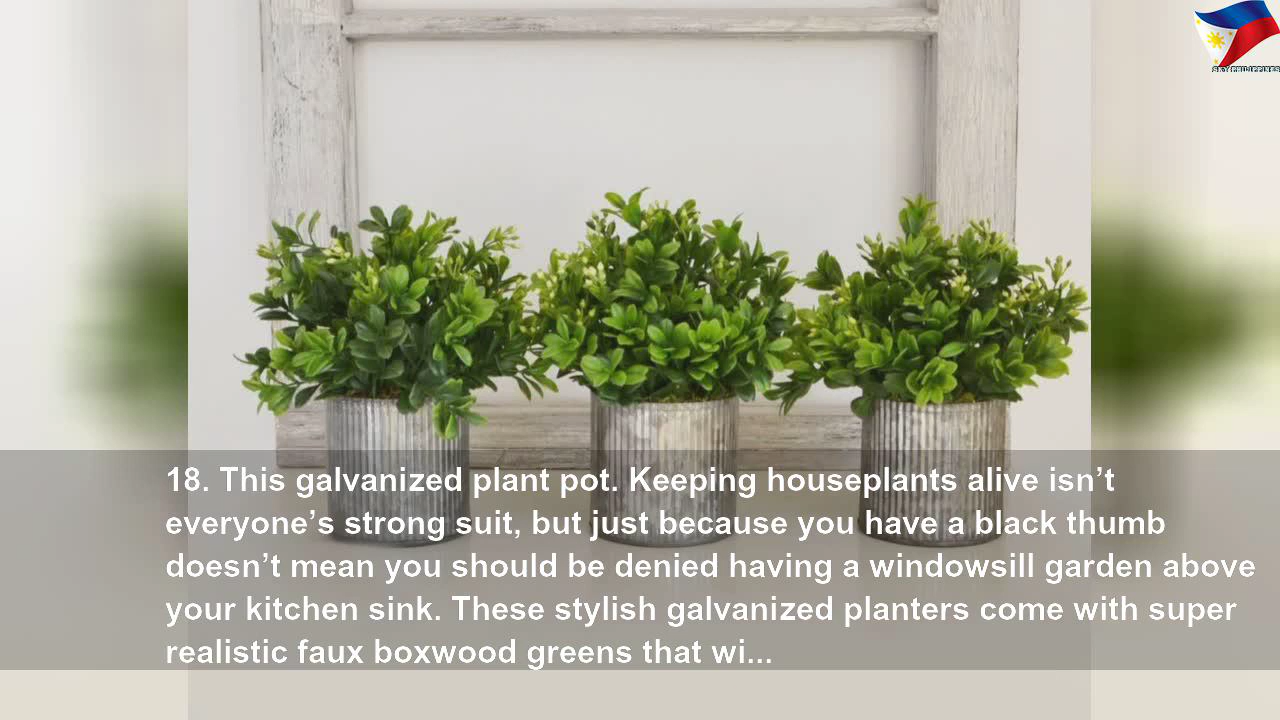 SKY PHILIPPINES
18. This galvanized plant pot. Keeping houseplants alive isn’t
everyone’s strong suit, but just because you have a black thumb
doesn’t mean you should be denied having a windowsill garden above
your kitchen sink. These stylish galvanized planters come with super
realistic faux boxwood greens that wi...